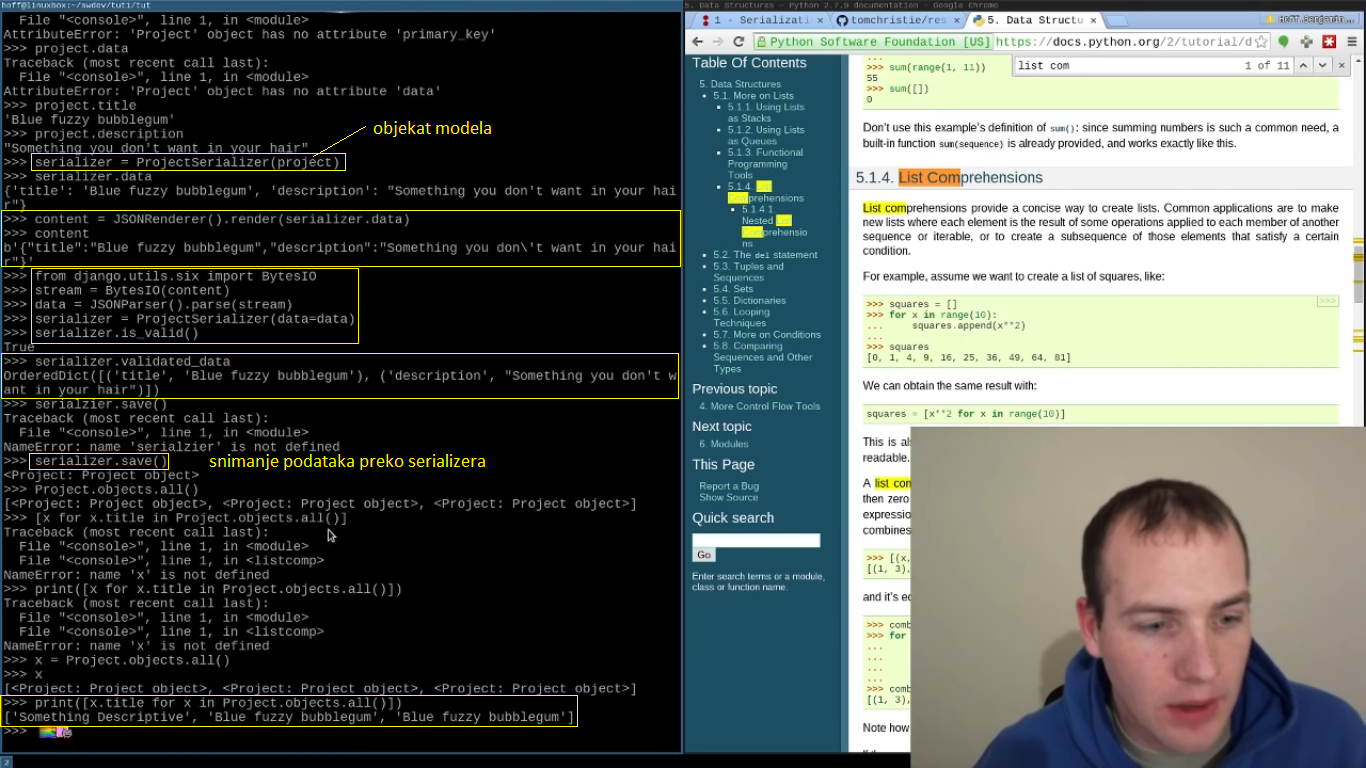 hoff@linuxbox:~/swdev/tut1/tut
File "<console>", line 1, in <module>
AttributeError: 'Project' object has no attribute 'primary_key'
>>> project.data
Traceback (most recent call last):
File "<console>", line 1, in <module>
AttributeError: 'Project' object has no attribute 'data'
>>> project.title
'Blue fuzzy bubblegum'
>>> project.description
"Something you don't want in your hair"
objekat modela
>>> serializer = ProjectSerializer(project)
>>> serializer.data
{'title': 'Blue fuzzy bubblegum', 'description': "Something you don't want in your hai
r"}
>>> content = JSONRenderer().render(serializer.data)
>>> content
b'{"title":"Blue fuzzy bubblegum","description":"Something you don\'t want in your hai
r"}'
>>> from django.utils.six import BytesIO
>>> stream = BytesIO(content)
>>> data = JSONParser().parse(stream)
>>> serializer = ProjectSerializer(data=data)
>>> serializer.is_valid()
True
>>> serializer.validated_data
OrderedDict([('title', 'Blue fuzzy bubblegum'), ('description', "Something you don't w
ant in your hair")])
>>> serialzier.save()
Traceback (most recent call last):
File "<console>", line 1, in <module>
NameError: name 'serialzier' is not defined
>>> serializer.save()
snimanje podataka preko serializera
<Project: Project object>
>>> Project.objects.all()
[<Project: Project object>, <Project: Project object>, <Project: Project object>]
>>> [x for x.title in Project.objects.all()]
Traceback (most recent call last):
File "<console>", line 1, in <module>
File "<console>", line 1, in <listcomp>
NameError: name 'x' is not defined
>>> print([x for x.title in Project.objects.all()])
Traceback (most recent call last):
File "<console>", line 1, in <module>
File "<console>", line 1, in <listcomp>
NameError: name 'x' is not defined
>>> x = Project.objects.all()
>>> x
[<Project: Project object>, <Project: Project object>, <Project: Project object>]
>>> print([x.title for x in Project.objects.all()])
['Something Descriptive', 'Blue fuzzy bubblegum', 'Blue fuzzy bubblegum']
>>>
2
5. Data Structures — Python 2.7.9 documentation - Google Chrome
1 - Serializati
tomchristie/res
5. Data Structu
Hoff.Benjamin...
Python Software Foundation [US]
https://docs.python.org/2/tutorial/d
list com
1 of 11
Table Of Contents
5. Data Structures
5.1. More on Lists
5.1.1. Using Lists
as Stacks
5.1.2. Using Lists
as Queues
5.1.3. Functional
Programming
Tools
5.1.4. List
Comprehensions
5.1.4.1
Nested List
Comprehensio
ns
5.2. The del statement
5.3. Tuples and
Sequences
5.4. Sets
5.5. Dictionaries
5.6. Looping
Techniques
5.7. More on Conditions
5.8. Comparing
Sequences and Other
Types
Previous topic
4. More Control Flow Tools
Next topic
6. Modules
This Page
Report a Bug
Show Source
Quick search
Go
Enter search terms or a module,
class or function name.
...
>>> sum(range(1, 11))
55
>>> sum([])
0
Don't use this example's definition of sum(): since summing numbers is such a common need, a
built-in function sum(sequence) is already provided, and works exactly like this.
5.1.4. List Comprehensions
List comprehensions provide a concise way to create lists. Common applications are to make
new lists where each element is the result of some operations applied to each member of another
sequence or iterable, or to create a subsequence of those elements that satisfy a certain
condition.
For example, assume we want to create a list of squares, like:
>>>
>>> squares = []
>>> for x in range(10):
... squares.append(x**2)
...
>>> squares
[0, 1, 4, 9, 16, 25, 36, 49, 64, 81]
We can obtain the same result with:
squares = [x**2 for x in range(10)]
This is als
readable.
A list com
then zero
expressio
combines
>>> [(x,
[(1, 3),
and it's ec
>>> comb
>>> for
...
...
...
...
>>> comb
[(1, 3),
Note how